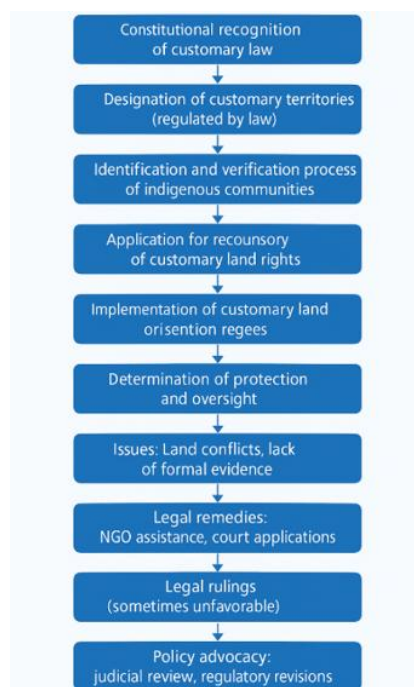 Constitutional recognition
of customary law
Designation of customary territories
(regulated by law)
Identification and verification process
of indigenous communities
Application for recounsory
of customary land rights
Implementation of customary land
orisention regees
Determination of protection
and oversight
Issues: Land conflicts, lack
of formal evidence
Legal remedies:
NGO assistance, court applications
Legal rulings
(sometimes unfavorable)
Policy advocacy:
judicial review, regulatory revisions